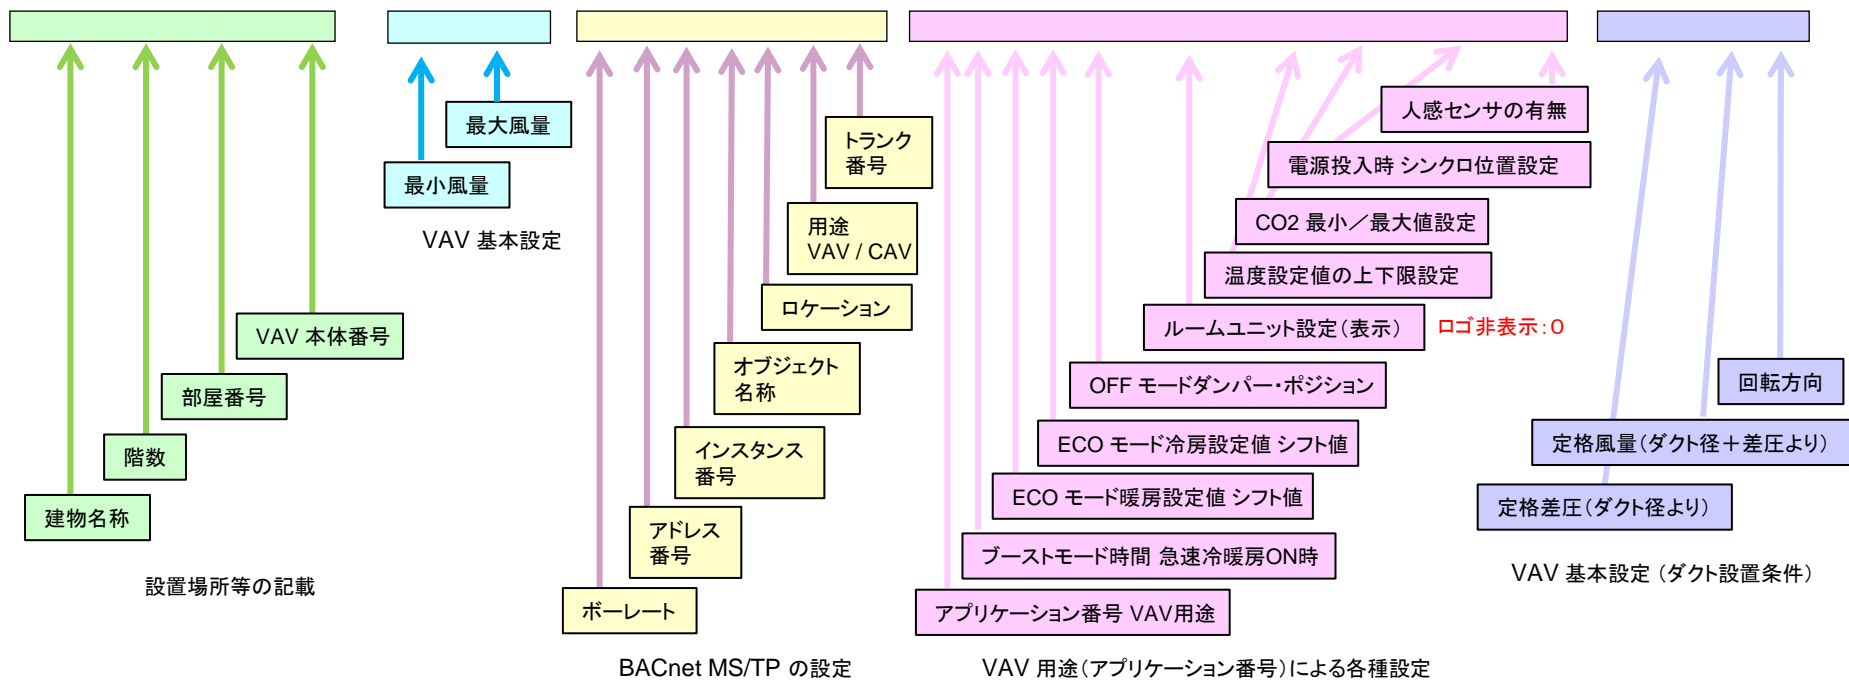 建物名称
階数
部屋番号
VAV 本体番号
設置場所等の記載
最小風量
最大風量
VAV 基本設定
ボーレート
アドレス
番号
インスタンス
番号
オブジェクト
名称
ロケーション
用途
VAV / CAV
トランク
番号
BACnet MS/TP の設定
アプリケーション番号 VAV用途
ブーストモード時間 急速冷暖房ON時
ECO モード暖房設定値 シフト値
ECO モード冷房設定値 シフト値
OFF モードダンパー・ポジション
ルームユニット設定（表示）
ロゴ非表示：0
温度設定値の上下限設定
CO2 最小／最大値設定
電源投入時 シンクロ位置設定
人感センサの有無
VAV 用途（アプリケーション番号）による各種設定
定格差圧（ダクト径より）
定格風量（ダクト径＋差圧より）
回転方向
VAV 基本設定 （ダクト設置条件）